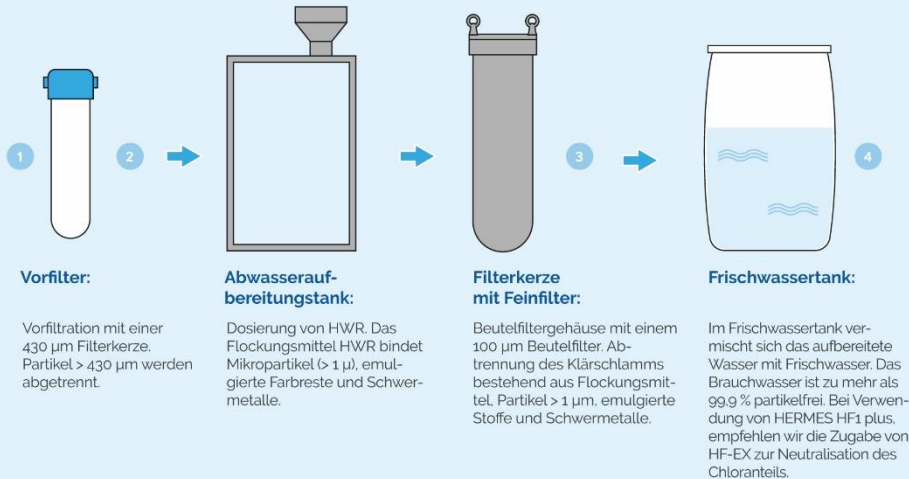 1
2
3
4
Vorfilter:
Vorfiltration mit einer
430 µm Filterkerze.
Partikel > 430 µm werden
abgetrennt.
Abwasserauf-
bereitungstank:
Dosierung von HWR. Das
Flockungsmittel HWR bindet
Mikropartikel (> 1 µ), emul-
gierte Farbreste und Schwer-
metalle.
Filterkerze
mit Feinfilter:
Beutelfiltergehäuse mit einem
100 µm Beutelfilter. Ab-
trennung des Klärschlamms
bestehend aus Flockungsmit-
tel, Partikel > 1 µm, emulgierte
Stoffe und Schwermetalle.
Frischwassertank:
Im Frischwassertank ver-
mischt sich das aufbereitete
Wasser mit Frischwasser. Das
Brauchwasser ist zu mehr als
99,9 % partikelfrei. Bei Verwen-
dung von HERMES HF1 plus,
empfehlen wir die Zugabe von
HF-EX zur Neutralisation des
Chloranteils.